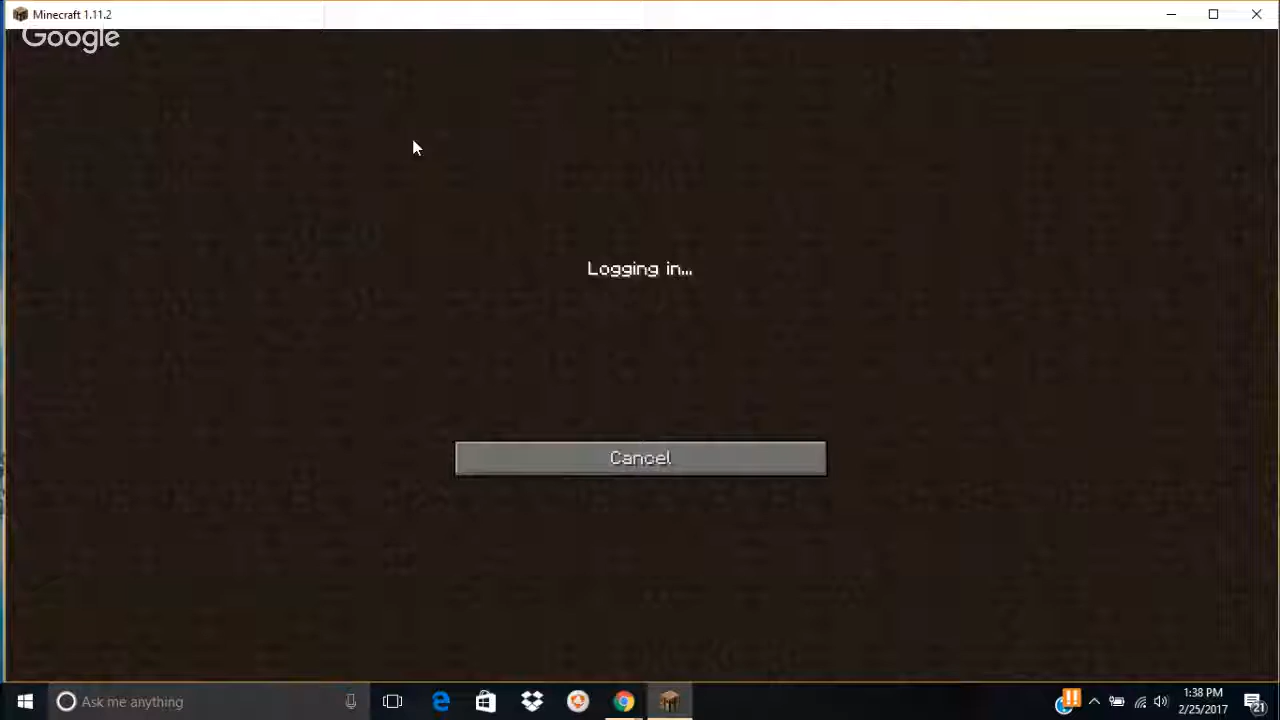 Minecraft 1.11.2
Google
Logging in...
Cancel
Ask me anything
1:38 PM
2/25/2017
21